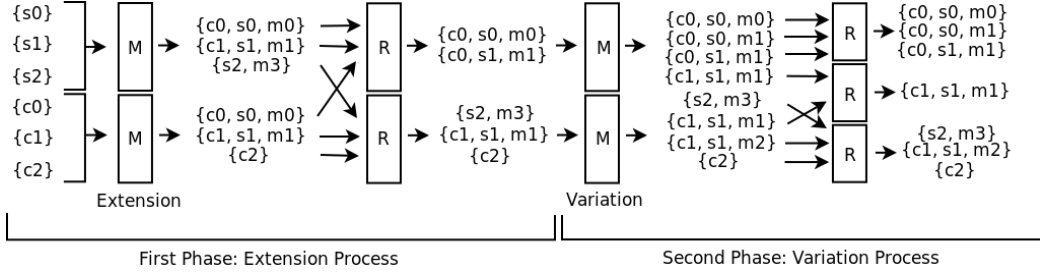 {s0}
{s1}
{s2}
{c0}
{c1}
{c2}
M
M
Extension
{c0, s0, m0}
{c1, s1, m1}
{s2, m3}
{c0, s0, m0}
{c1, s1, m1}
{c2}
R
R
{c0, s0, m0}
{c0, s1, m1}
{s2, m3}
{c1, s1, m1}
{c2}
M
M
Variation
{c0, s0, m0}
{c0, s0, m1}
{c0, s1, m1}
{c1, s1, m1}
{s2, m3}
{c1, s1, m1}
{c1, s1, m2}
{c2}
R
R
R
{c0, s0, m0}
{c0, s0, m1}
{c0, s1, m1}
{c1, s1, m1}
{s2, m3}
{c1, s1, m2}
{c2}
First Phase: Extension Process
Second Phase: Variation Process